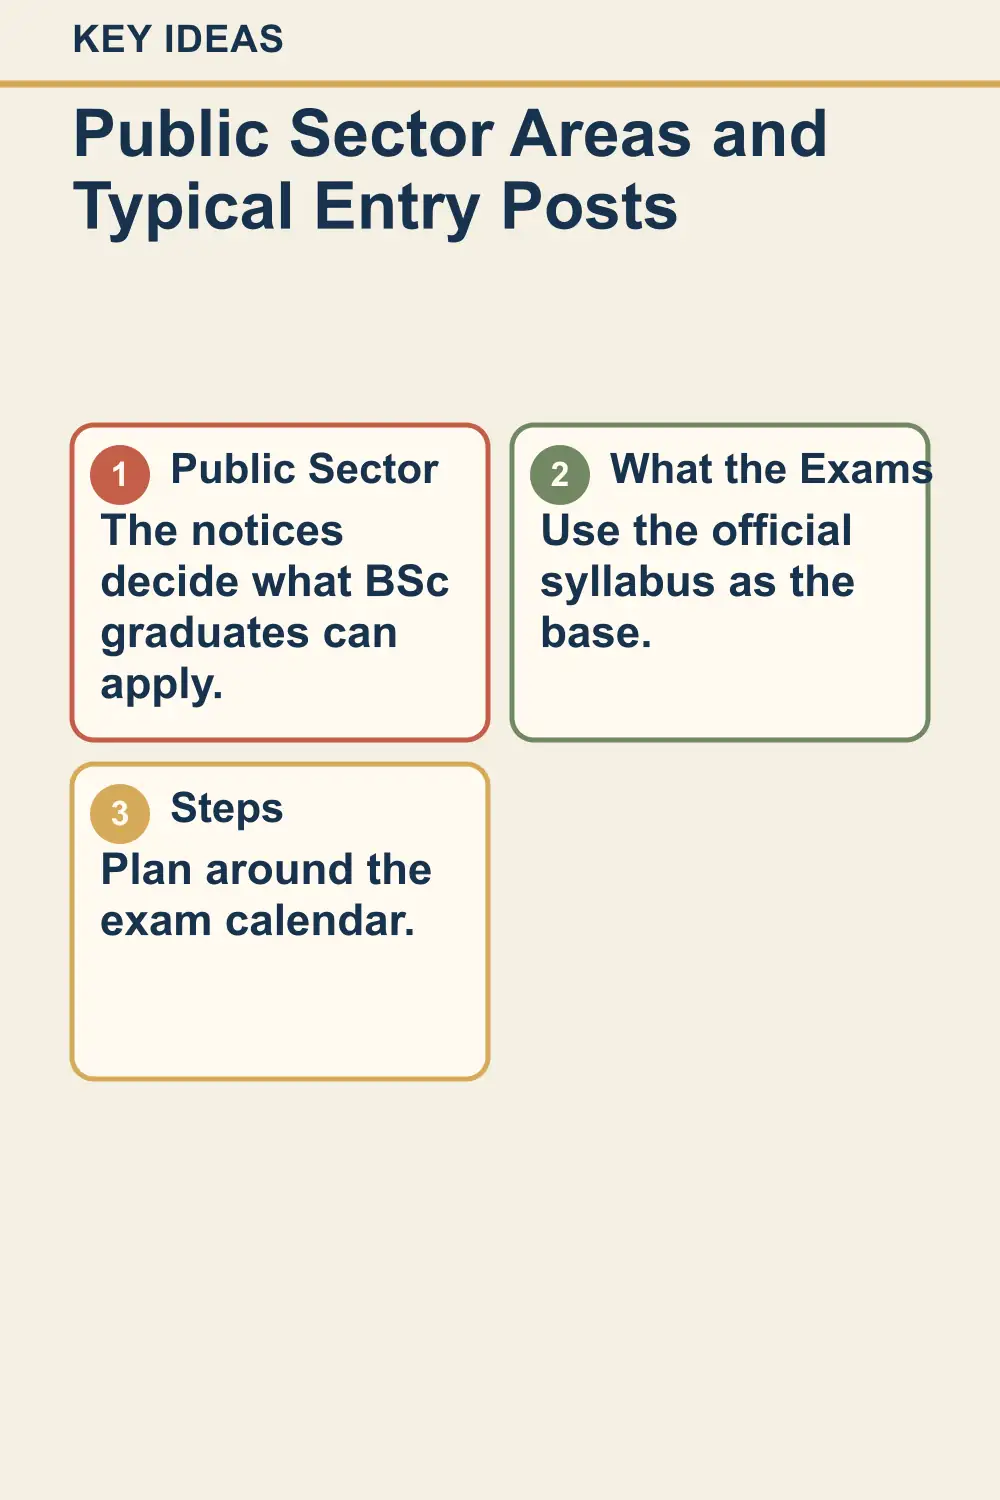 KEY IDEAS
Public Sector Areas and
Typical Entry Posts
1 Public Sector
The notices
decide what BSc
graduates can
apply.
2 What the Exams
Use the official
syllabus as the
base.
3 Steps
Plan around the
exam calendar.